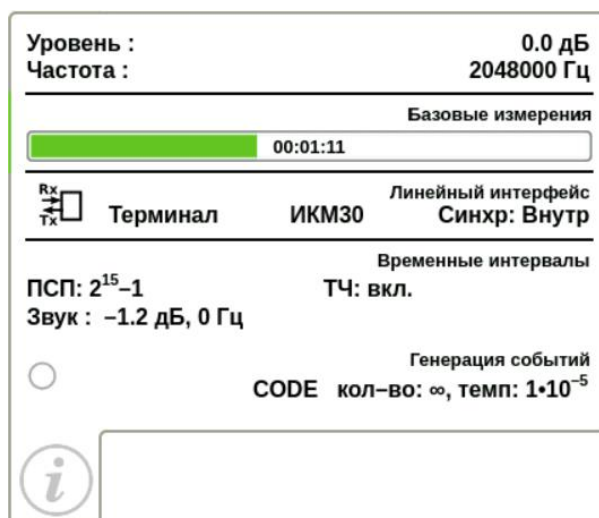 Уровень : 0.0 дБ
Частота : 2048000 Гц
Базовые измерения
00:01:11
Линейный интерфейс
Rx
Tx
Терминал ИКМ30 Синхр: Внутр
Временные интервалы
ПСП: 2¹⁵–1 ТЧ: вкл.
Звук : –1.2 дБ, 0 Гц
Генерация событий
CODE кол–во: ∞, темп: 1•10⁻⁵
i